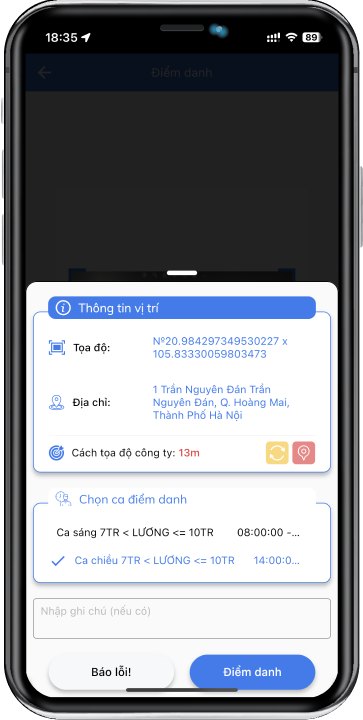 18:35
89
Điểm danh
Thông tin vị trí
Tọa độ:
Nº20.984297349530227 x
105.83330059803473
Địa chỉ:
1 Trần Nguyên Đán Trần
Nguyên Đán, Q. Hoàng Mai,
Thành Phố Hà Nội
Cách tọa độ công ty: 13m
Chọn ca điểm danh
Ca sáng 7TR < LƯƠNG <= 10TR 08:00:00 -...
Ca chiều 7TR < LƯƠNG <= 10TR 14:00:0...
Nhập ghi chú (nếu có)
Báo lỗi!
Điểm danh